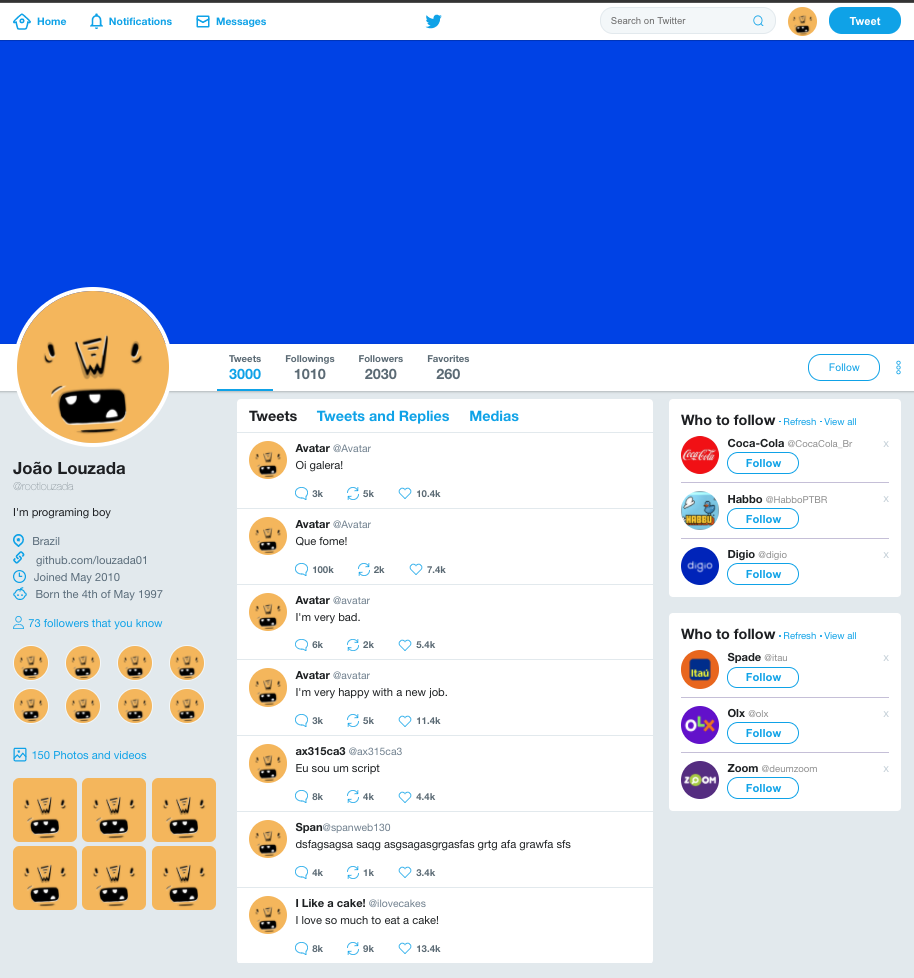 Home Notifications Messages Search on Twitter Tweet
Tweets Followings Followers Favorites
3000 1010 2030 260
Follow
João Louzada
@rootlouzada
I'm programing boy
Brazil
github.com/louzada01
Joined May 2010
Born the 4th of May 1997
73 followers that you know
150 Photos and videos
Tweets Tweets and Replies Medias
Avatar @Avatar
Oi galera!
3k 5k 10.4k
Avatar @Avatar
Que fome!
100k 2k 7.4k
Avatar @avatar
I'm very bad.
6k 2k 5.4k
Avatar @avatar
I'm very happy with a new job.
3k 5k 11.4k
ax315ca3 @ax315ca3
Eu sou um script
8k 4k 4.4k
Span@spanweb130
dsfagsagsa saqg asgsagasgrgasfas grtg afa grawfa sfs
4k 1k 3.4k
I Like a cake! @ilovecakes
I love so much to eat a cake!
8k 9k 13.4k
Who to follow · Refresh · View all
Coca-Cola
Coca-Cola @CocaCola_Br x
Follow
HABBO
Habbo @HabboPTBR x
Follow
digio
Digio @digio x
Follow
Who to follow · Refresh · View all
Itaú
Spade @itau x
Follow
OLX
Olx @olx x
Follow
ZOOM
Zoom @deumzoom x
Follow